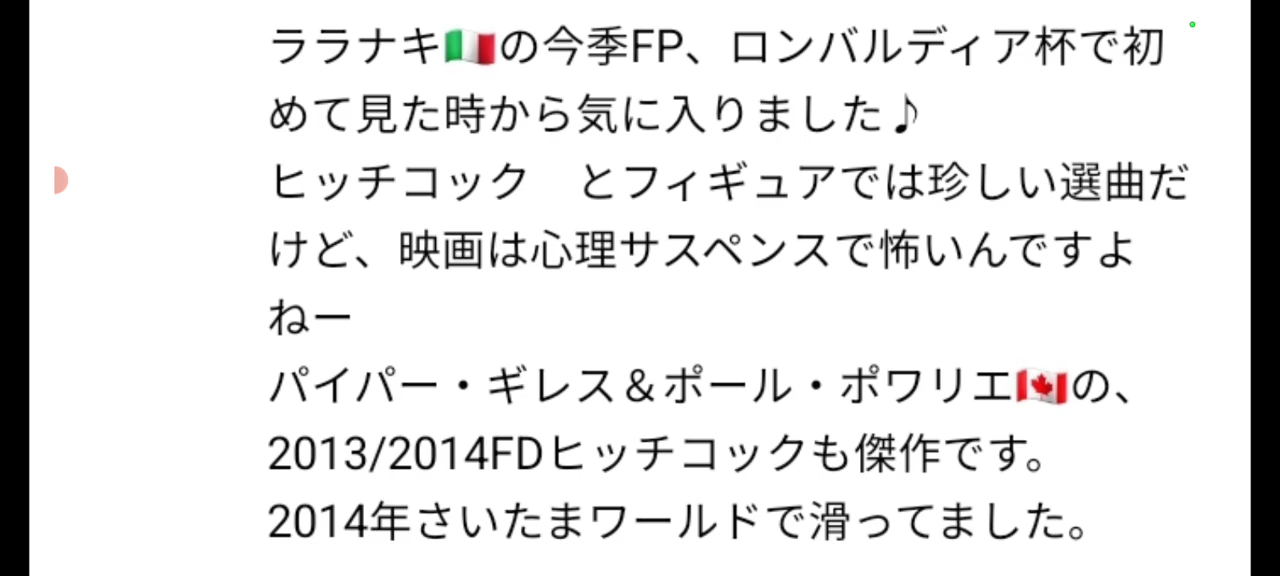 ララナキ🇮🇹の今季FP、ロンバルディア杯で初
めて見た時から気に入りました♪
ヒッチコック　とフィギュアでは珍しい選曲だ
けど、映画は心理サスペンスで怖いんですよ
ねー
パイパー・ギレス＆ポール・ポワリエ🇨🇦の、
2013/2014FDヒッチコックも傑作です。
2014年さいたまワールドで滑ってました。